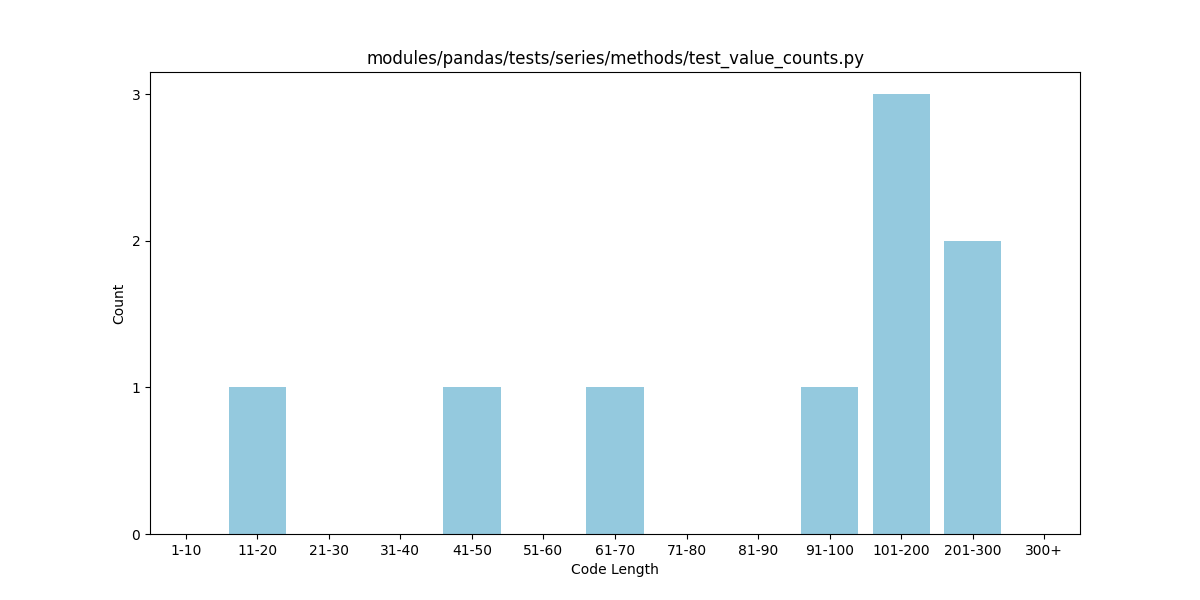 modules/pandas/tests/series/methods/test_value_counts.py
Count
3
2
1
0
1-10 11-20 21-30 31-40 41-50 51-60 61-70 71-80 81-90 91-100 101-200 201-300 300+
Code Length